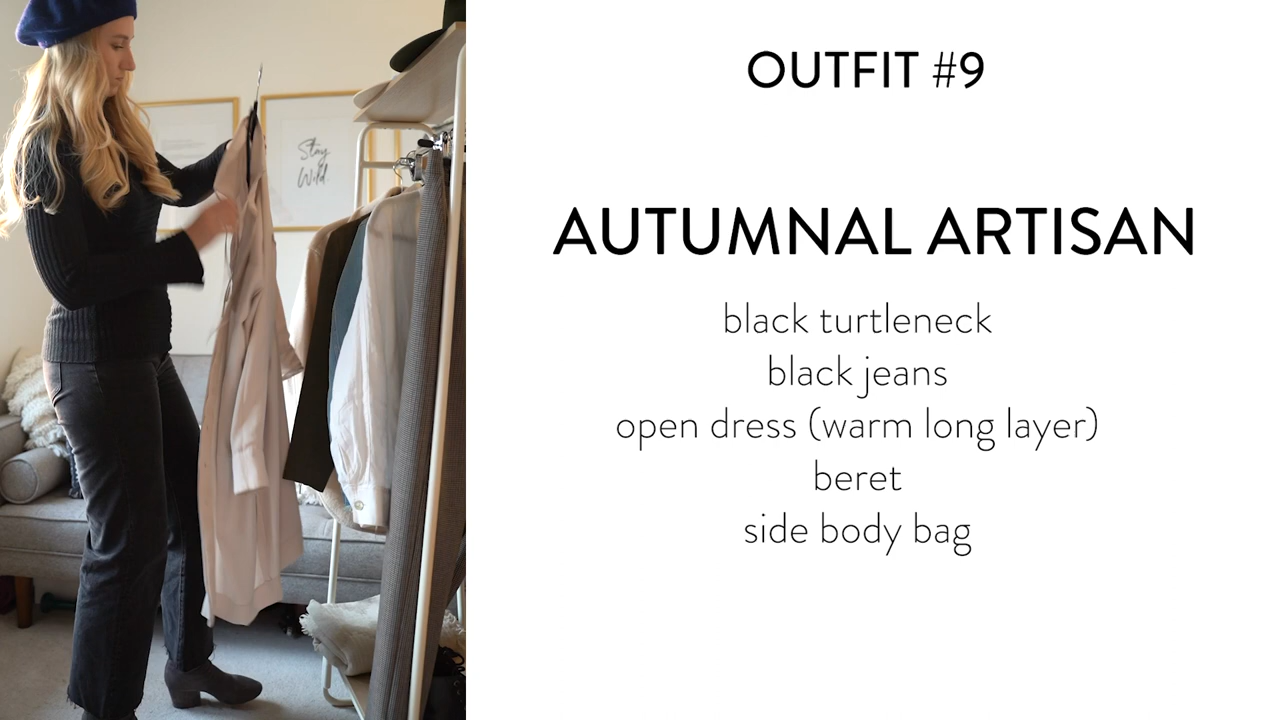 Stay
Wild
OUTFIT #9
AUTUMNAL ARTISAN
black turtleneck
black jeans
open dress (warm long layer)
beret
side body bag